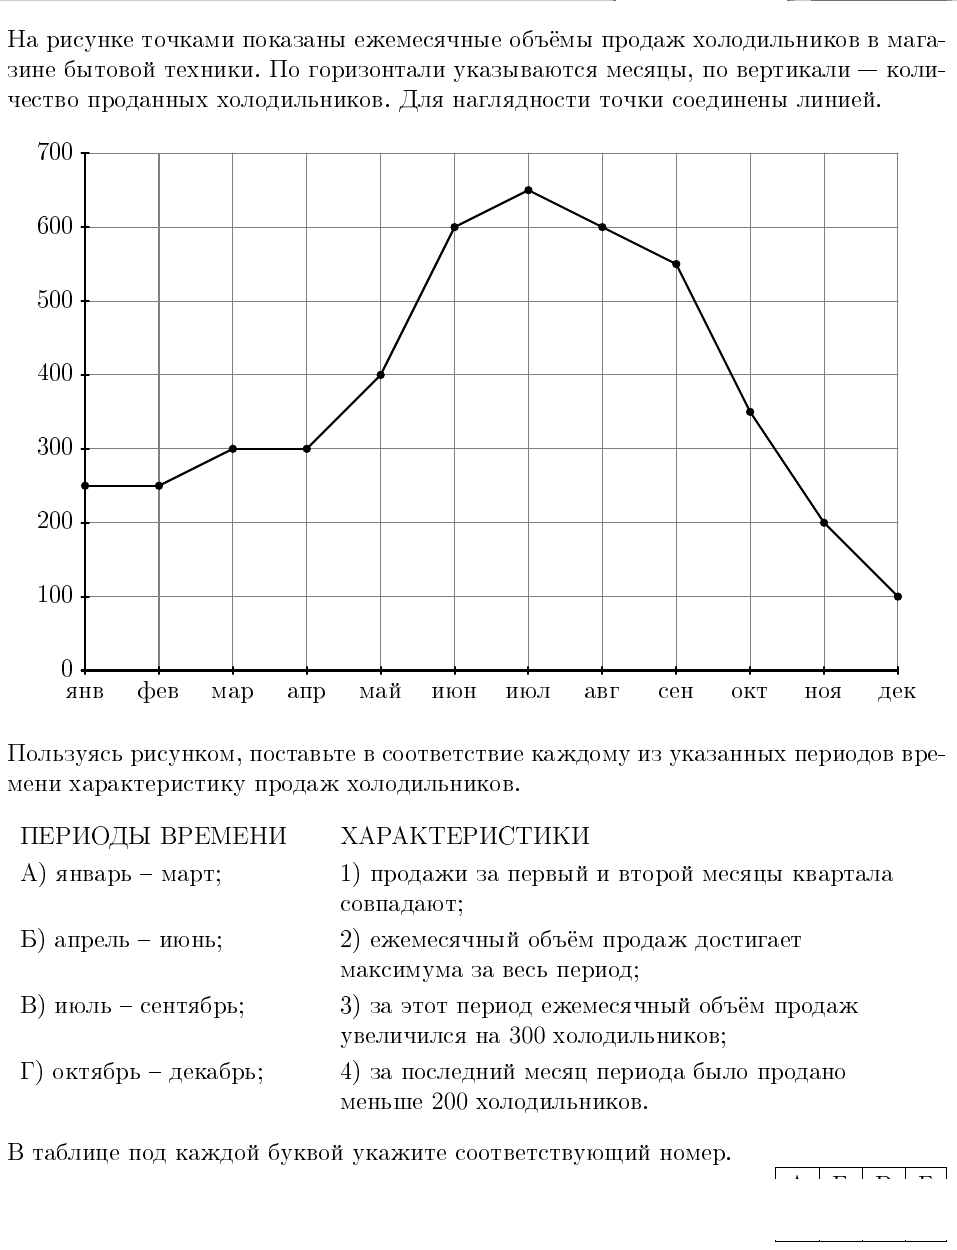 На рисунке точками показаны ежемесячные объёмы продаж холодильников в мага-
зине бытовой техники. По горизонтали указываются месяцы, по вертикали — коли-
чество проданных холодильников. Для наглядности точки соединены линией.
700
600
500
400
300
200
100
0
янв фев мар апр май июн июл авг сен окт ноя дек
Пользуясь рисунком, поставьте в соответствие каждому из указанных периодов вре-
мени характеристику продаж холодильников.
ПЕРИОДЫ ВРЕМЕНИ ХАРАКТЕРИСТИКИ
А) январь – март; 1) продажи за первый и второй месяцы квартала
совпадают;
Б) апрель – июнь; 2) ежемесячный объём продаж достигает
максимума за весь период;
В) июль – сентябрь; 3) за этот период ежемесячный объём продаж
увеличился на 300 холодильников;
Г) октябрь – декабрь; 4) за последний месяц периода было продано
меньше 200 холодильников.
В таблице под каждой буквой укажите соответствующий номер.